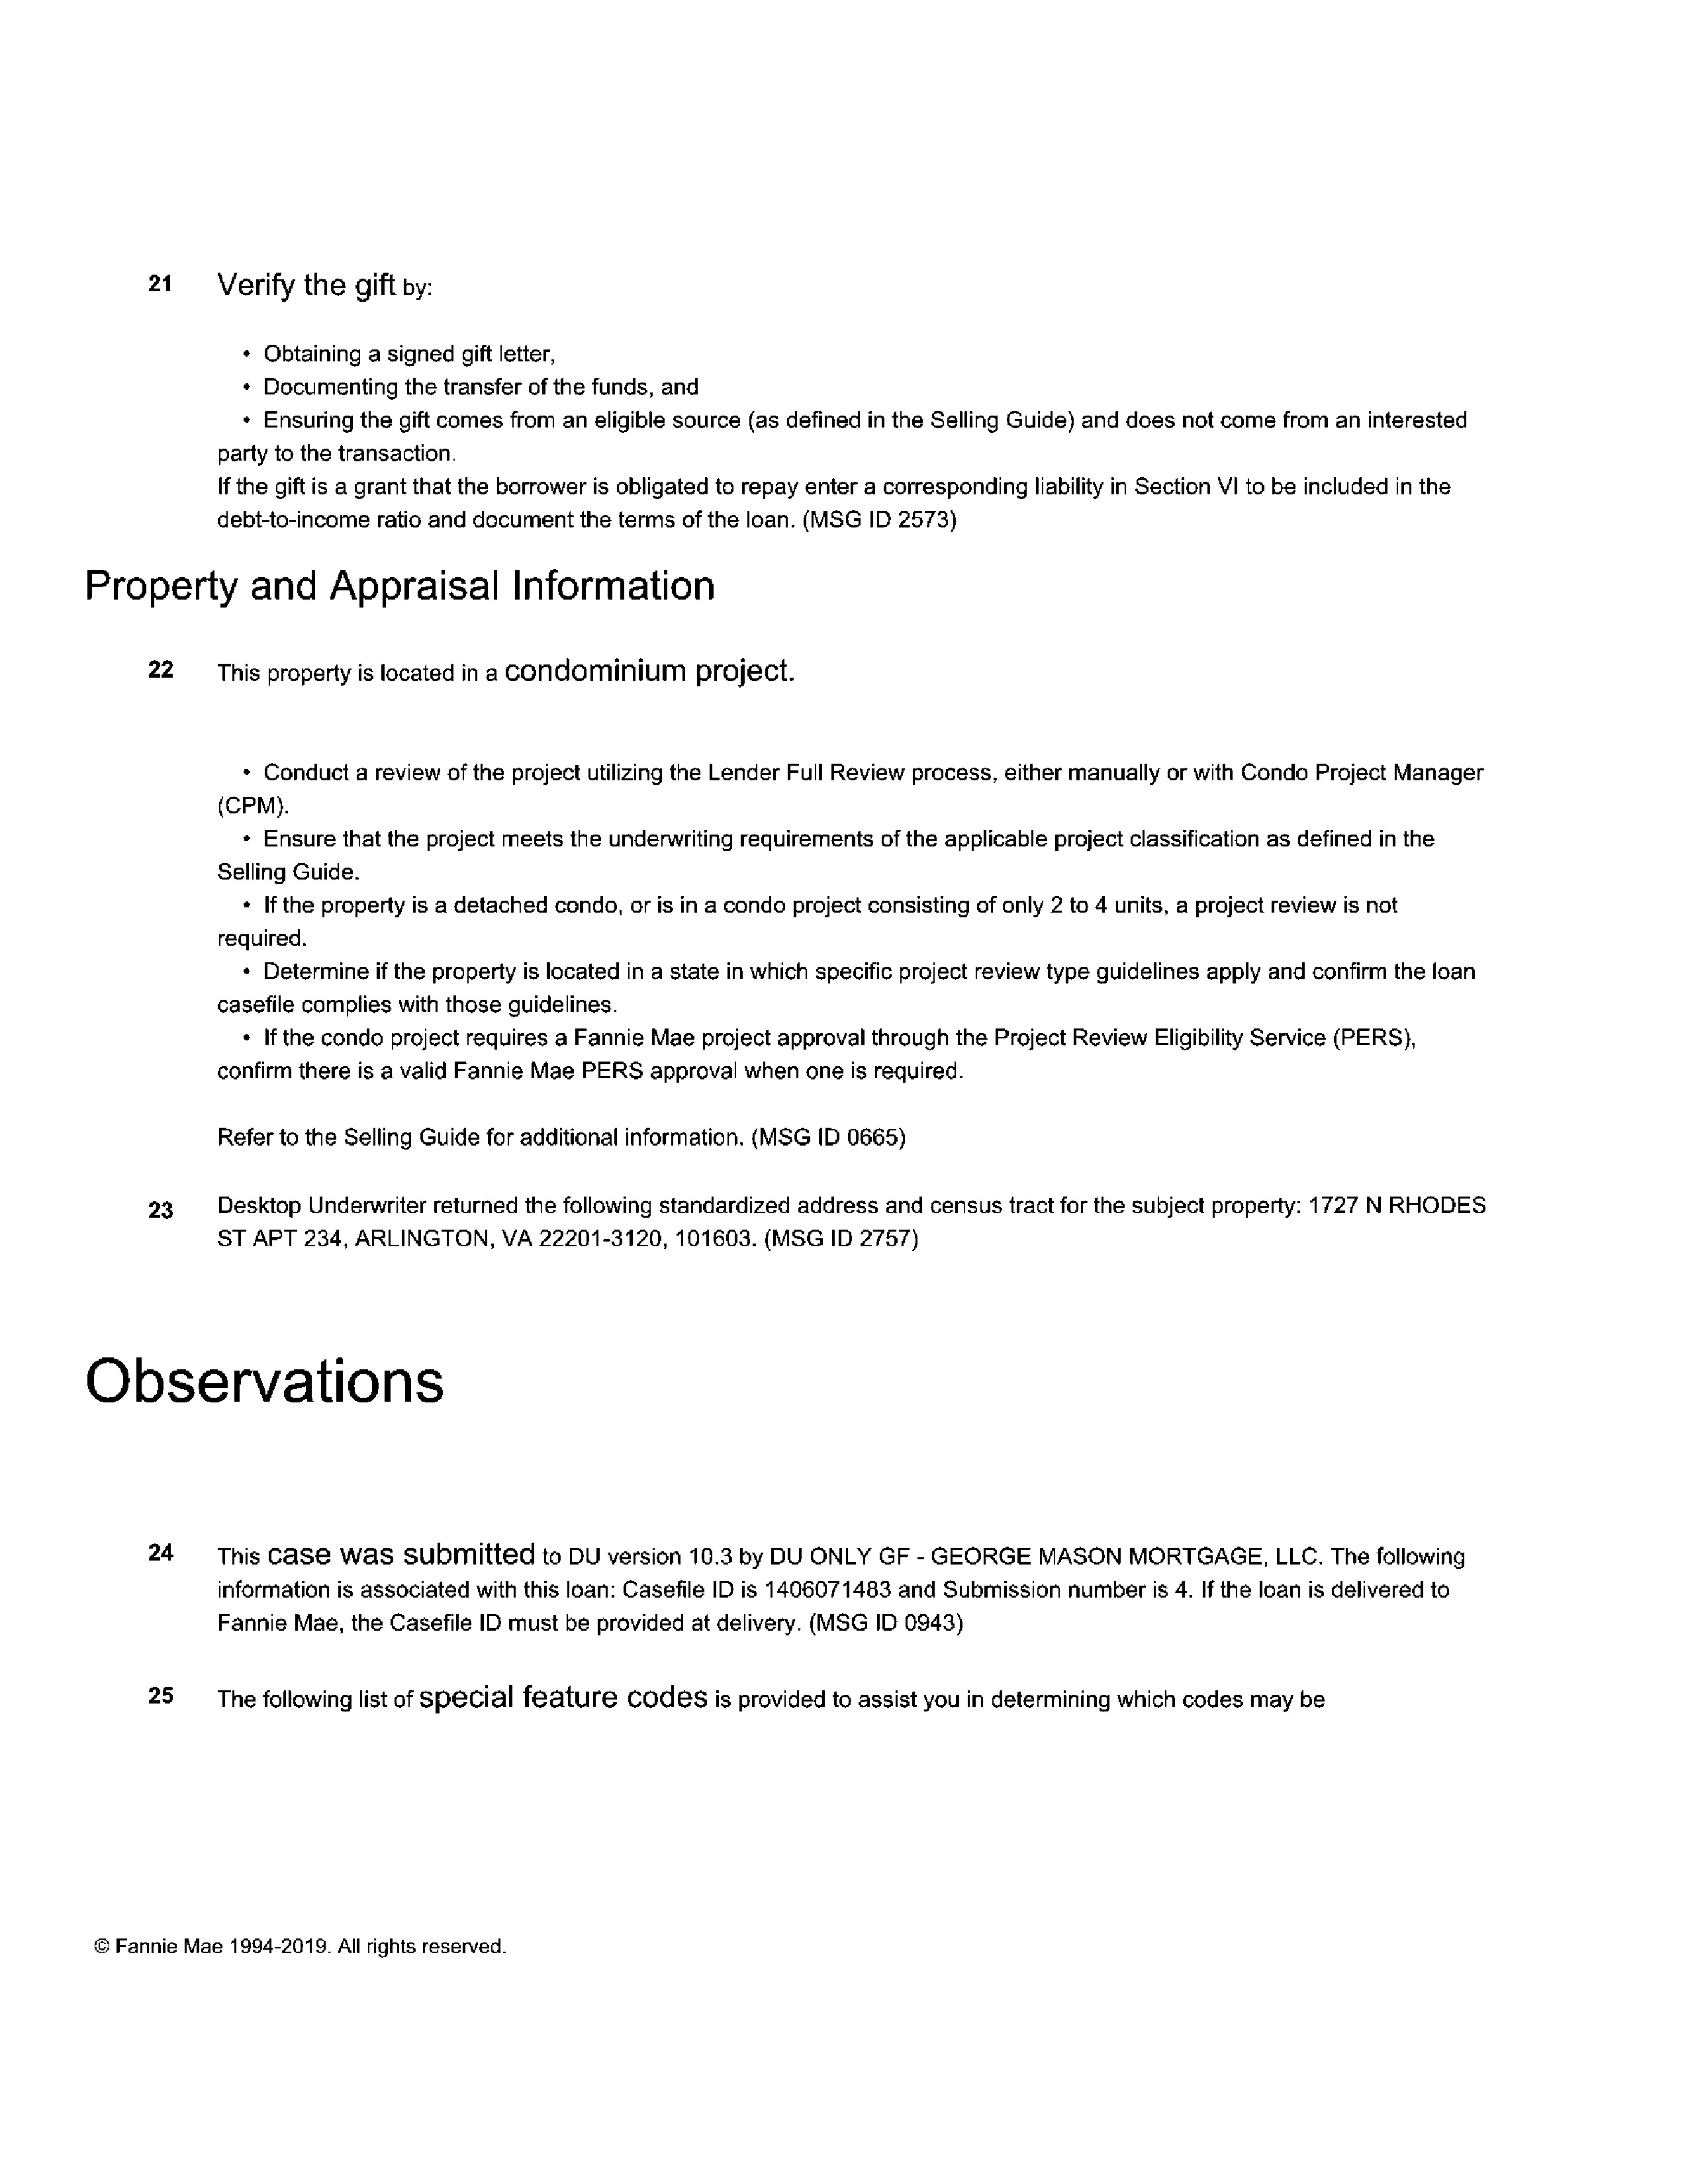 21 Verify the gift by:
• Obtaining a signed gift letter,
• Documenting the transfer of the funds, and
• Ensuring the gift comes from an eligible source (as defined in the Selling Guide) and does not come from an interested
party to the transaction.
If the gift is a grant that the borrower is obligated to repay enter a corresponding liability in Section VI to be included in the
debt-to-income ratio and document the terms of the loan. (MSG ID 2573)
Property and Appraisal Information
22 This property is located in a condominium project.
• Conduct a review of the project utilizing the Lender Full Review process, either manually or with Condo Project Manager
(CPM).
• Ensure that the project meets the underwriting requirements of the applicable project classification as defined in the
Selling Guide.
• If the property is a detached condo, or is in a condo project consisting of only 2 to 4 units, a project review is not
required.
• Determine if the property is located in a state in which specific project review type guidelines apply and confirm the loan
casefile complies with those guidelines.
• If the condo project requires a Fannie Mae project approval through the Project Review Eligibility Service (PERS),
confirm there is a valid Fannie Mae PERS approval when one is required.
Refer to the Selling Guide for additional information. (MSG ID 0665)
23 Desktop Underwriter returned the following standardized address and census tract for the subject property: 1727 N RHODES
ST APT 234, ARLINGTON, VA 22201-3120, 101603. (MSG ID 2757)
Observations
24 This case was submitted to DU version 10.3 by DU ONLY GF - GEORGE MASON MORTGAGE, LLC. The following
information is associated with this loan: Casefile ID is 1406071483 and Submission number is 4. If the loan is delivered to
Fannie Mae, the Casefile ID must be provided at delivery. (MSG ID 0943)
25 The following list of special feature codes is provided to assist you in determining which codes may be
© Fannie Mae 1994-2019. All rights reserved.